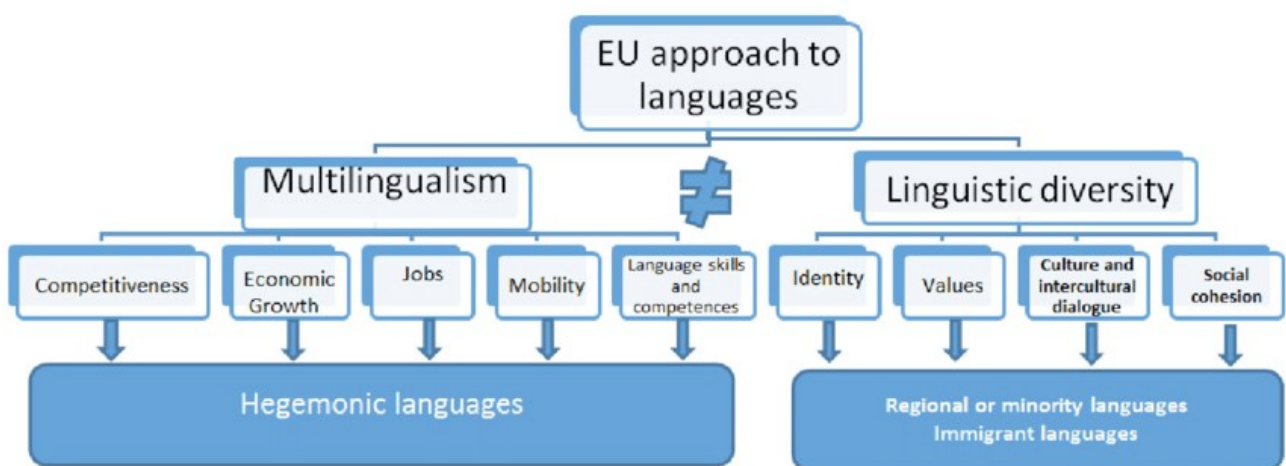 EU approach to
languages
Multilingualism
≠
Linguistic diversity
Competitiveness
Economic
Growth
Jobs
Mobility
Language skills
and
competences
Identity
Values
Culture and
intercultural
dialogue
Social
cohesion
Hegemonic languages
Regional or minority languages
Immigrant languages